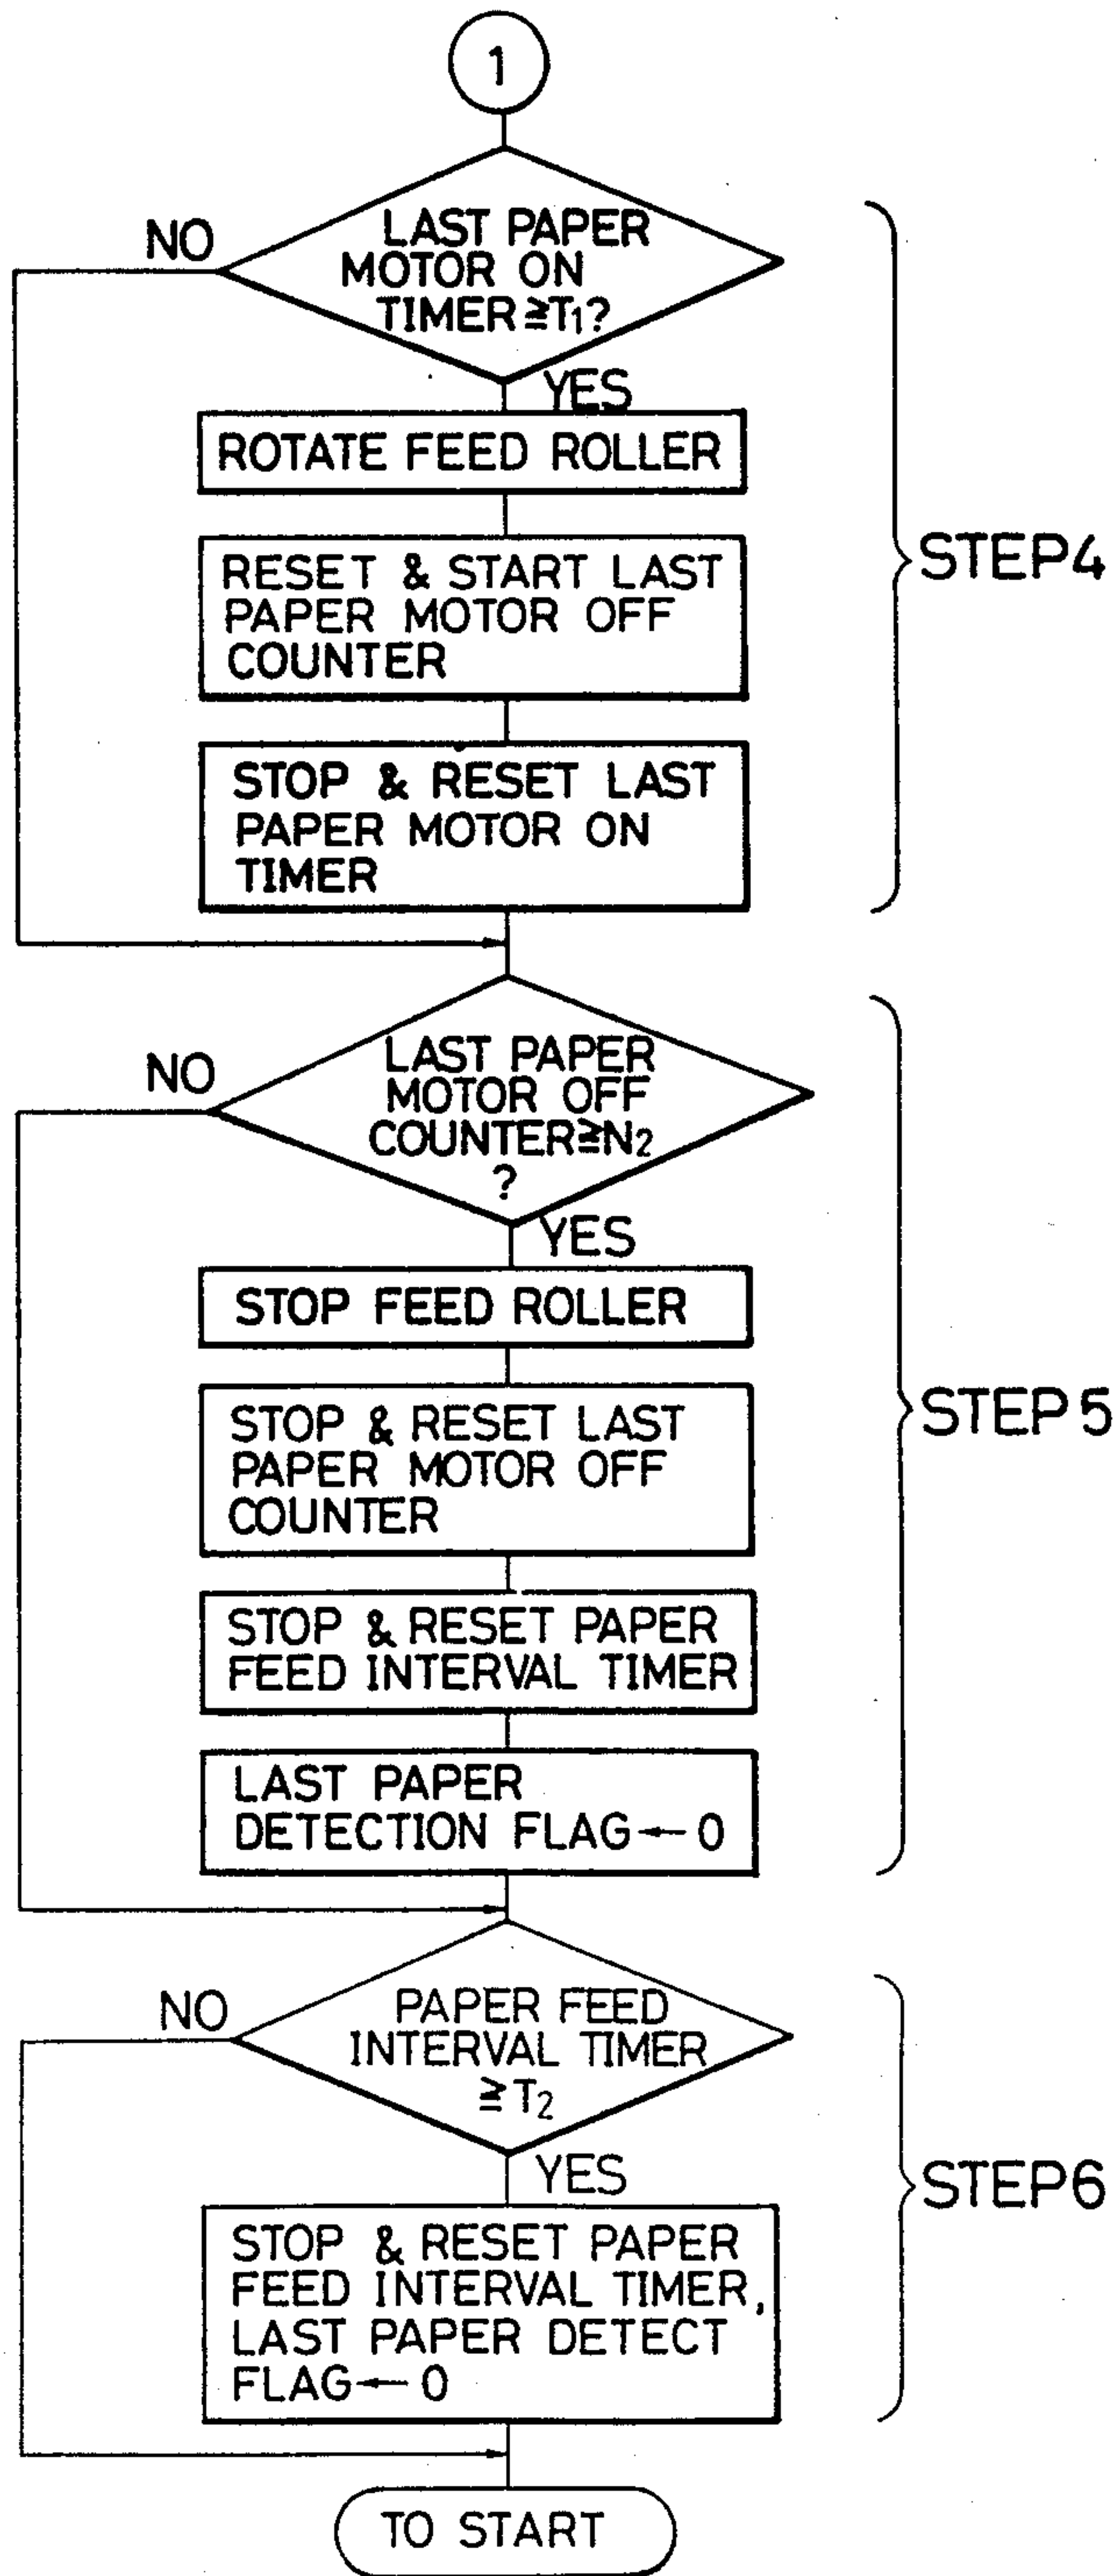 1
LAST PAPER
MOTOR ON
TIMER≧T1?
NO
YES
ROTATE FEED ROLLER
RESET & START LAST
PAPER MOTOR OFF
COUNTER
STOP & RESET LAST
PAPER MOTOR ON
TIMER
STEP4
LAST PAPER
MOTOR OFF
COUNTER≧N2
?
NO
YES
STOP FEED ROLLER
STOP & RESET LAST
PAPER MOTOR OFF
COUNTER
STOP & RESET PAPER
FEED INTERVAL TIMER
LAST PAPER
DETECTION FLAG←0
STEP5
PAPER FEED
INTERVAL TIMER
≧T2
NO
YES
STOP & RESET PAPER
FEED INTERVAL TIMER,
LAST PAPER DETECT
FLAG←0
STEP6
TO START